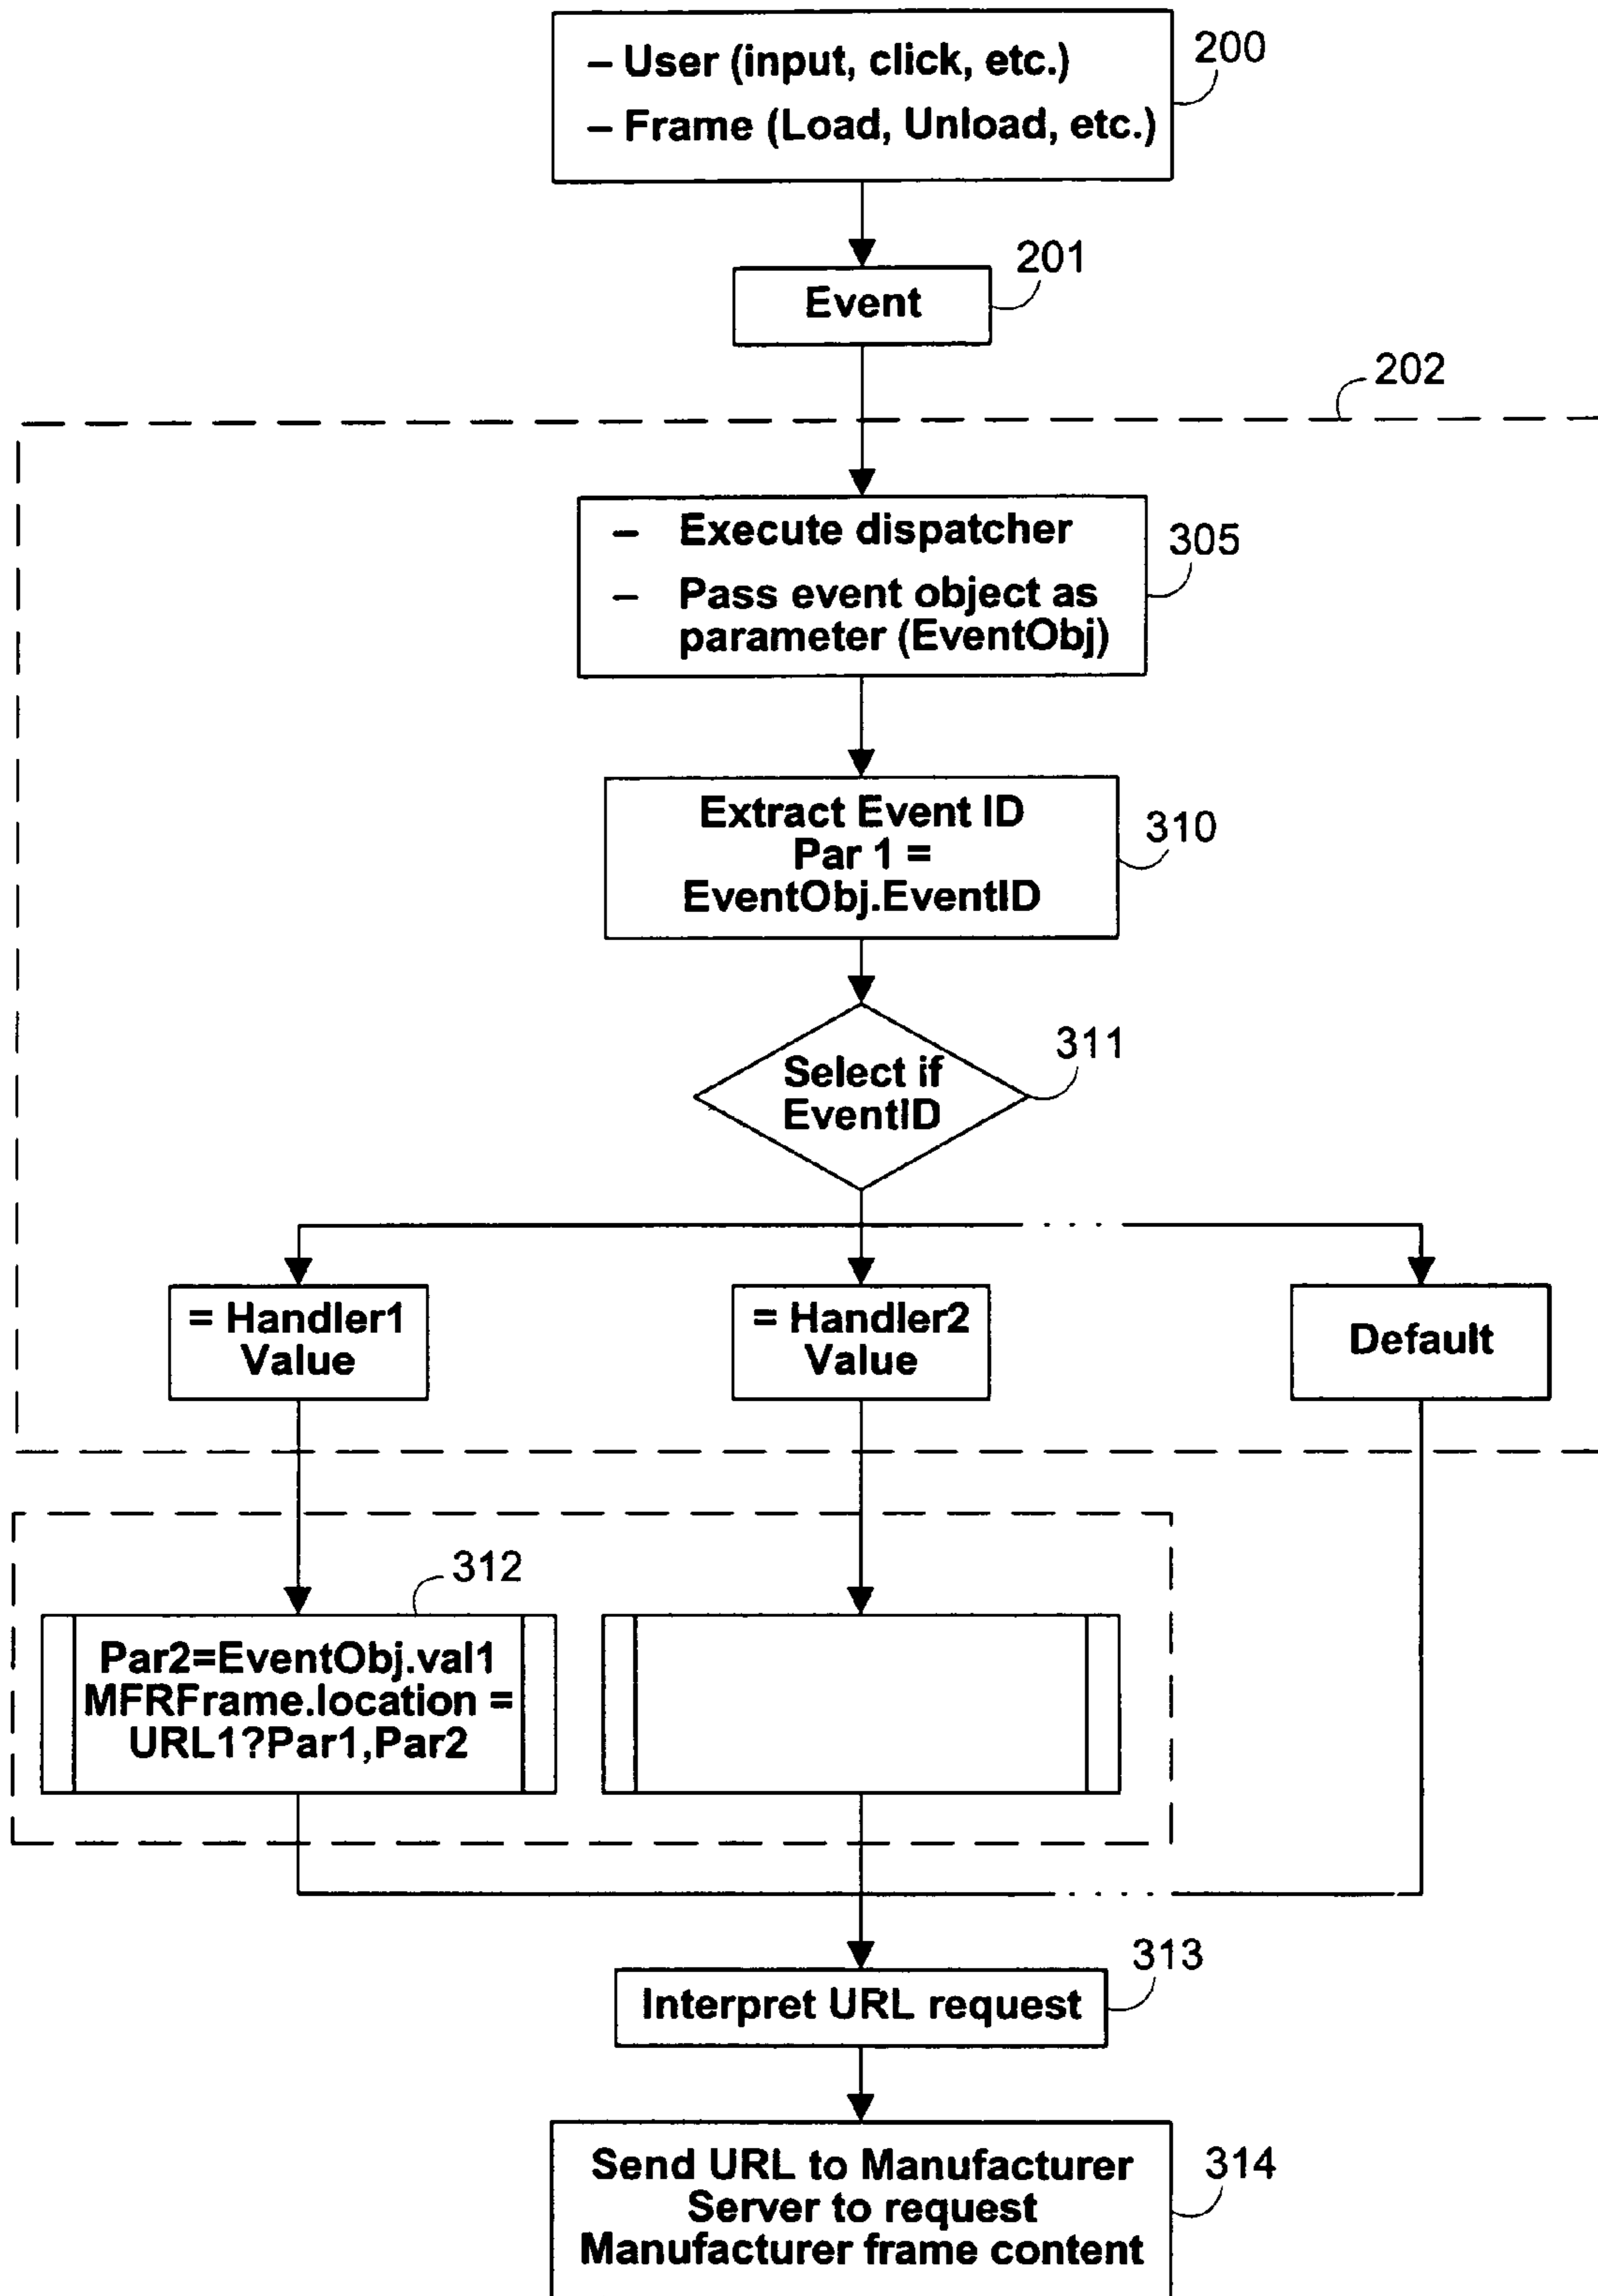 – User (input, click, etc.)
– Frame (Load, Unload, etc.)
200
Event
201
202
– Execute dispatcher
– Pass event object as
parameter (EventObj)
305
Extract Event ID
Par 1 =
EventObj.EventID
310
Select if
EventID
311
= Handler1
Value
= Handler2
Value
Default
312
Par2=EventObj.val1
MFRFrame.location =
URL1?Par1,Par2
Interpret URL request
313
Send URL to Manufacturer
Server to request
Manufacturer frame content
314